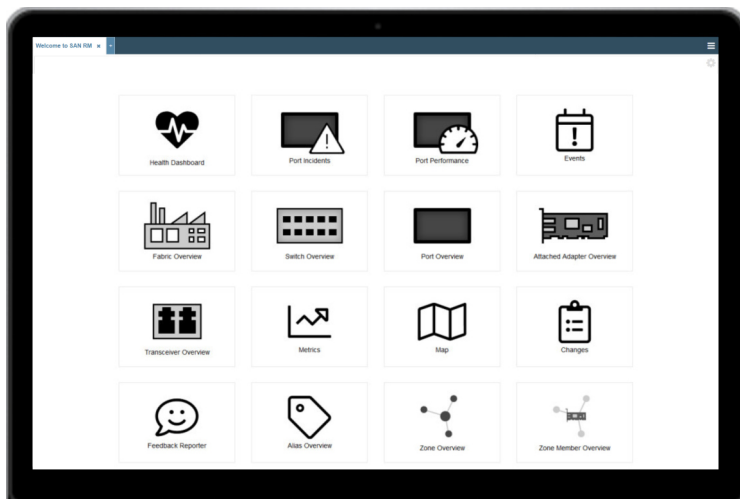 Welcome to SAN RM
Health Dashboard
Port Incidents
Port Performance
Events
Fabric Overview
Switch Overview
Port Overview
Attached Adapter Overview
Transceiver Overview
Metrics
Map
Changes
Feedback Reporter
Alias Overview
Zone Overview
Zone Member Overview